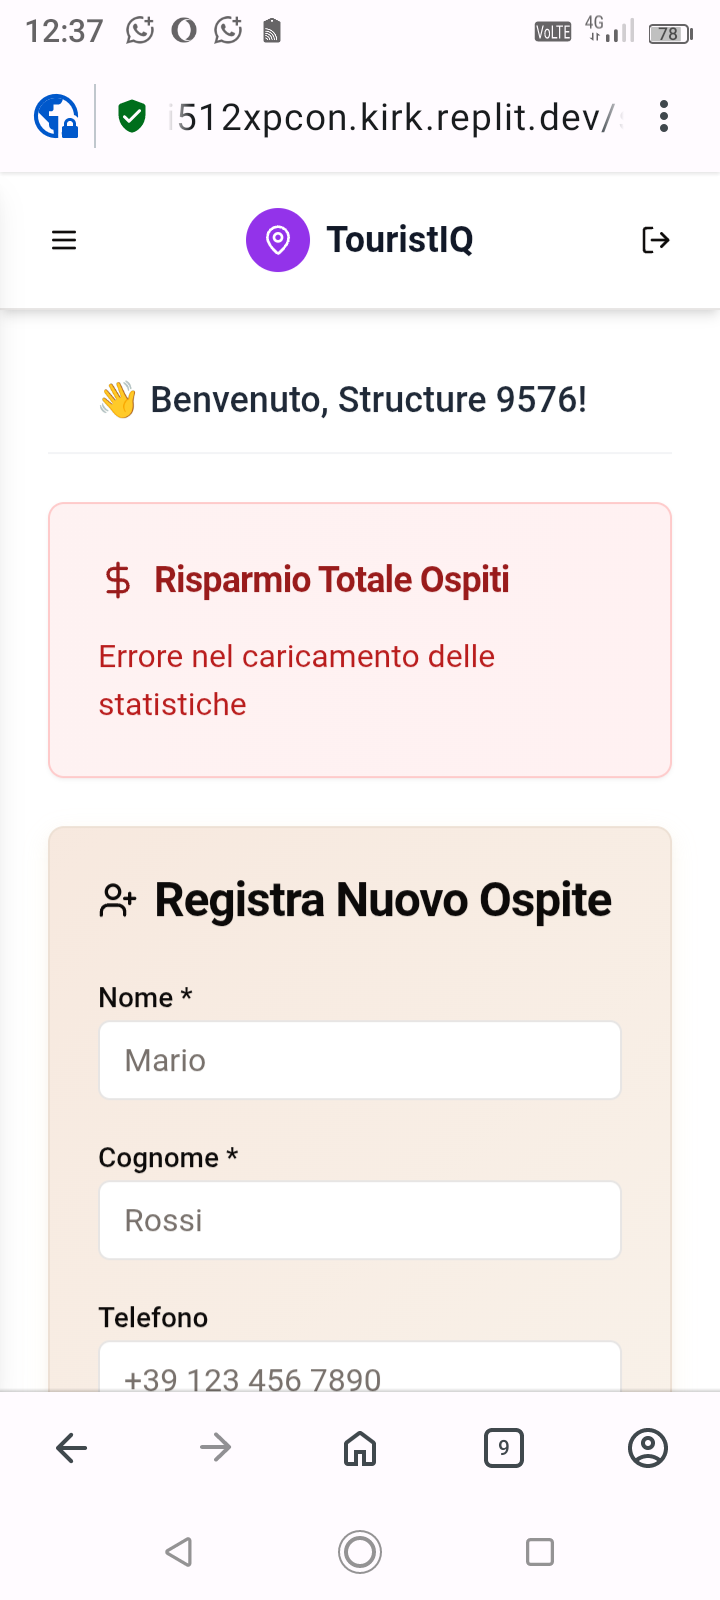 12:37
VoLTE 4G 78
i512xpcon.kirk.replit.dev/
TouristIQ
👋 Benvenuto, Structure 9576!
Risparmio Totale Ospiti
Errore nel caricamento delle
statistiche
Registra Nuovo Ospite
Nome *
Mario
Cognome *
Rossi
Telefono
+39 123 456 7890
9